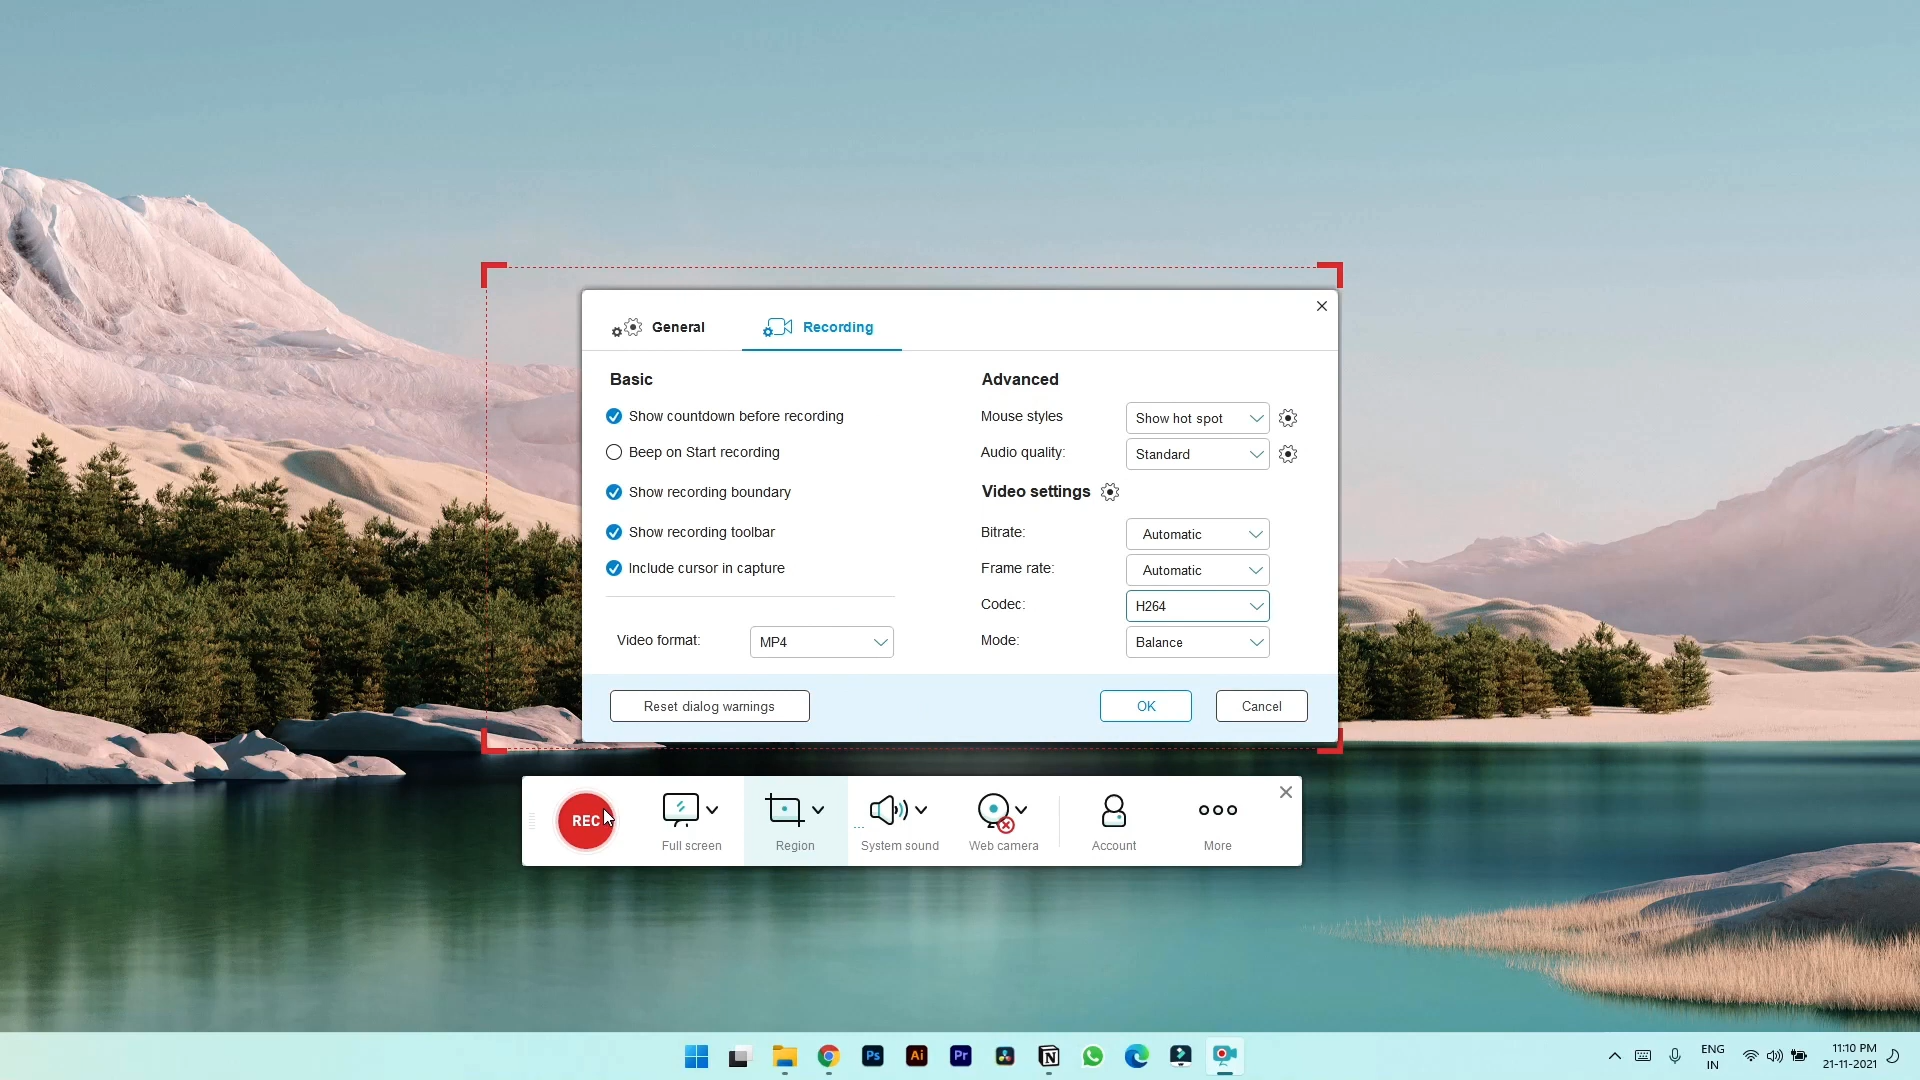 General
Recording
Basic
Show countdown before recording
Beep on Start recording
Show recording boundary
Show recording toolbar
Include cursor in capture
Video format: MP4
Advanced
Mouse styles Show hot spot
Audio quality: Standard
Video settings
Bitrate: Automatic
Frame rate: Automatic
Codec: H264
Mode: Balance
Reset dialog warnings
OK
Cancel
REC
Full screen
Region
System sound
Web camera
Account
More
Ps
Ai
Pr
ENG
IN
11:10 PM
21-11-2021